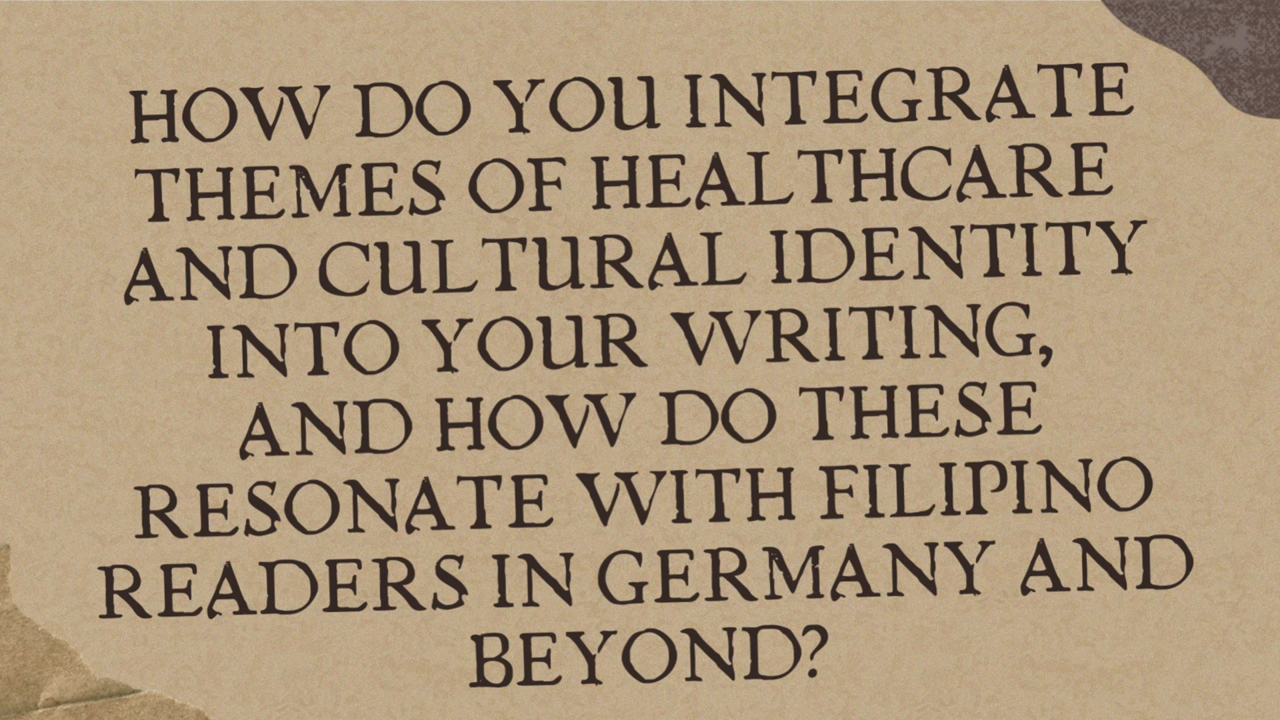 HOW DO YOU INTEGRATE
THEMES OF HEALTHCARE
AND CULTURAL IDENTITY
INTO YOUR WRITING,
AND HOW DO THESE
RESONATE WITH FILIPINO
READERS IN GERMANY AND
BEYOND?